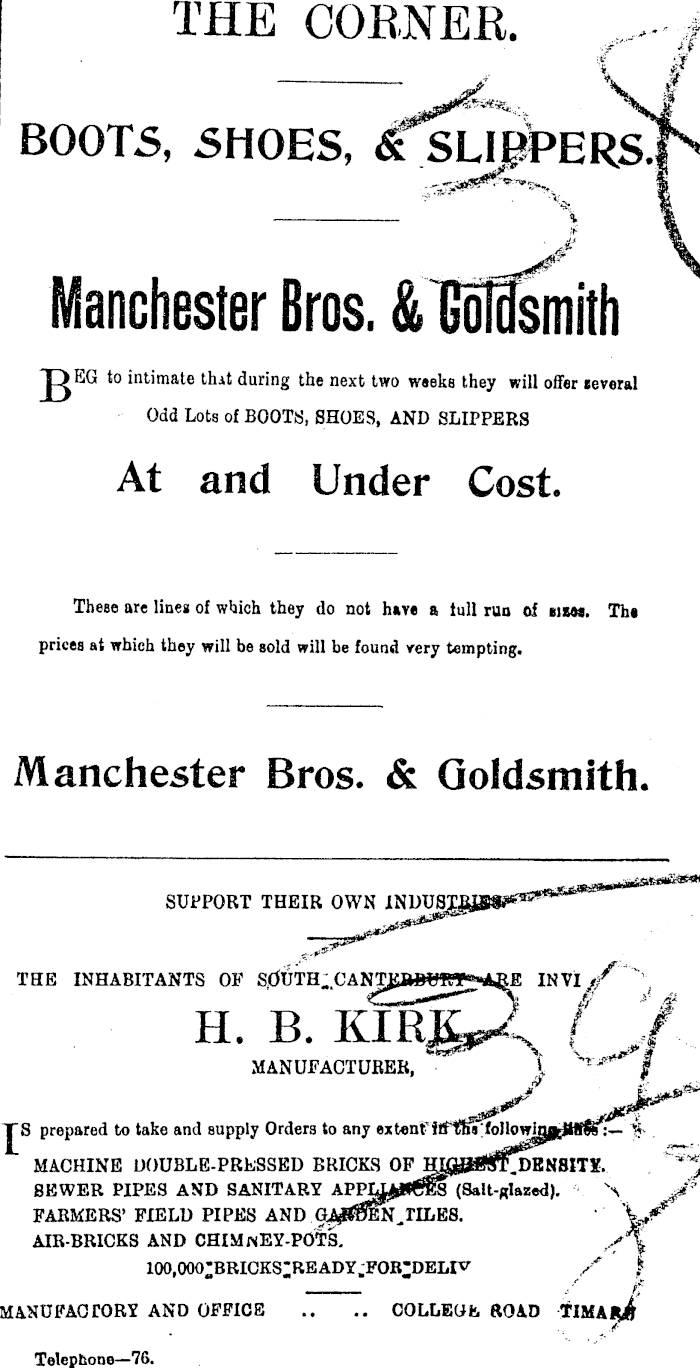 THE CORNER.
BOOTS, SHOES, & SLIPPERS.
Manchester Bros. & Goldsmith
BEG to intimate that during the next two weeks they will offer several
Odd Lots of BOOTS, SHOES, AND SLIPPERS
At and Under Cost.
These are lines of which they do not have a full run of sizes. The
prices at which they will be sold will be found very tempting.
Manchester Bros. & Goldsmith.
SUPPORT THEIR OWN INDUSTRIES.
THE INHABITANTS OF SOUTH CANTERBURY ARE INVI
H. B. KIRK,
MANUFACTURER,
IS prepared to take and supply Orders to any extent in the following lines:—
MACHINE DOUBLE-PRESSED BRICKS OF HIGHEST DENSITY.
SEWER PIPES AND SANITARY APPLIANCES (Salt-glazed).
FARMERS' FIELD PIPES AND GARDEN TILES.
AIR-BRICKS AND CHIMNEY-POTS.
100,000 BRICKS READY FOR DELIV
MANUFACTORY AND OFFICE .. .. COLLEGE ROAD TIMARU
Telephone—76.
38
39